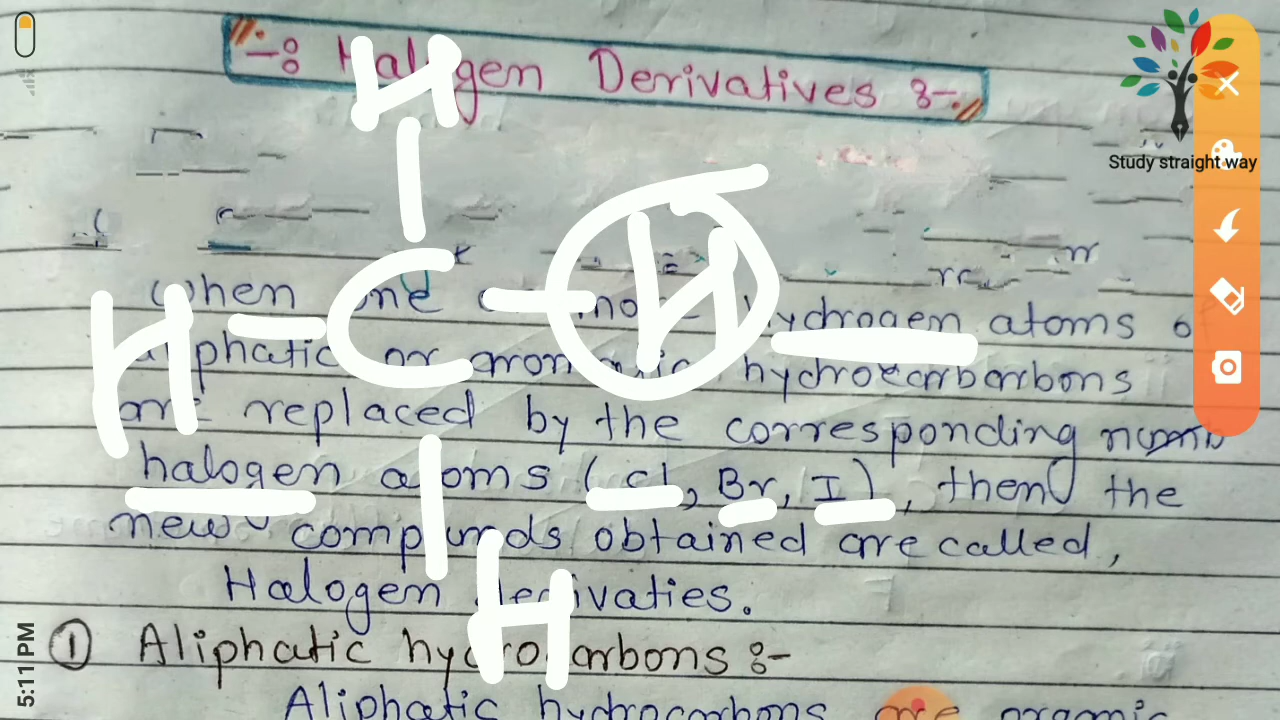 -: Halogen Derivatives :-
Study straight way
H
H - C - H
H
When one more hydrogen atoms of
aliphatic or aromatic hydrocarborbons
are replaced by the corresponding
halogen atoms (Cl, Br, I), then the
new compounds obtained are called,
Halogen derivaties.
① Aliphatic hydrocarbons :-
Aliphatic hydrocarbons are organic
5:11 PM